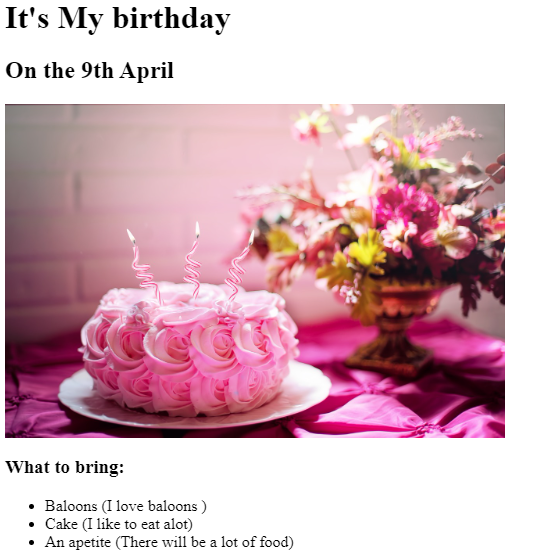 It's My birthday
On the 9th April
What to bring:
Baloons (I love baloons )
Cake (I like to eat alot)
An apetite (There will be a lot of food)